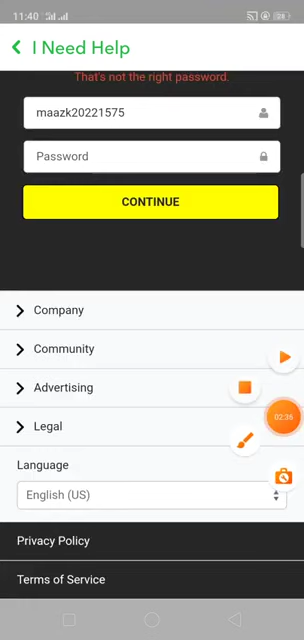 11:40
I Need Help
That's not the right password.
maazk20221575
Password
CONTINUE
Company
Community
Advertising
Legal
02:36
Language
English (US)
Privacy Policy
Terms of Service